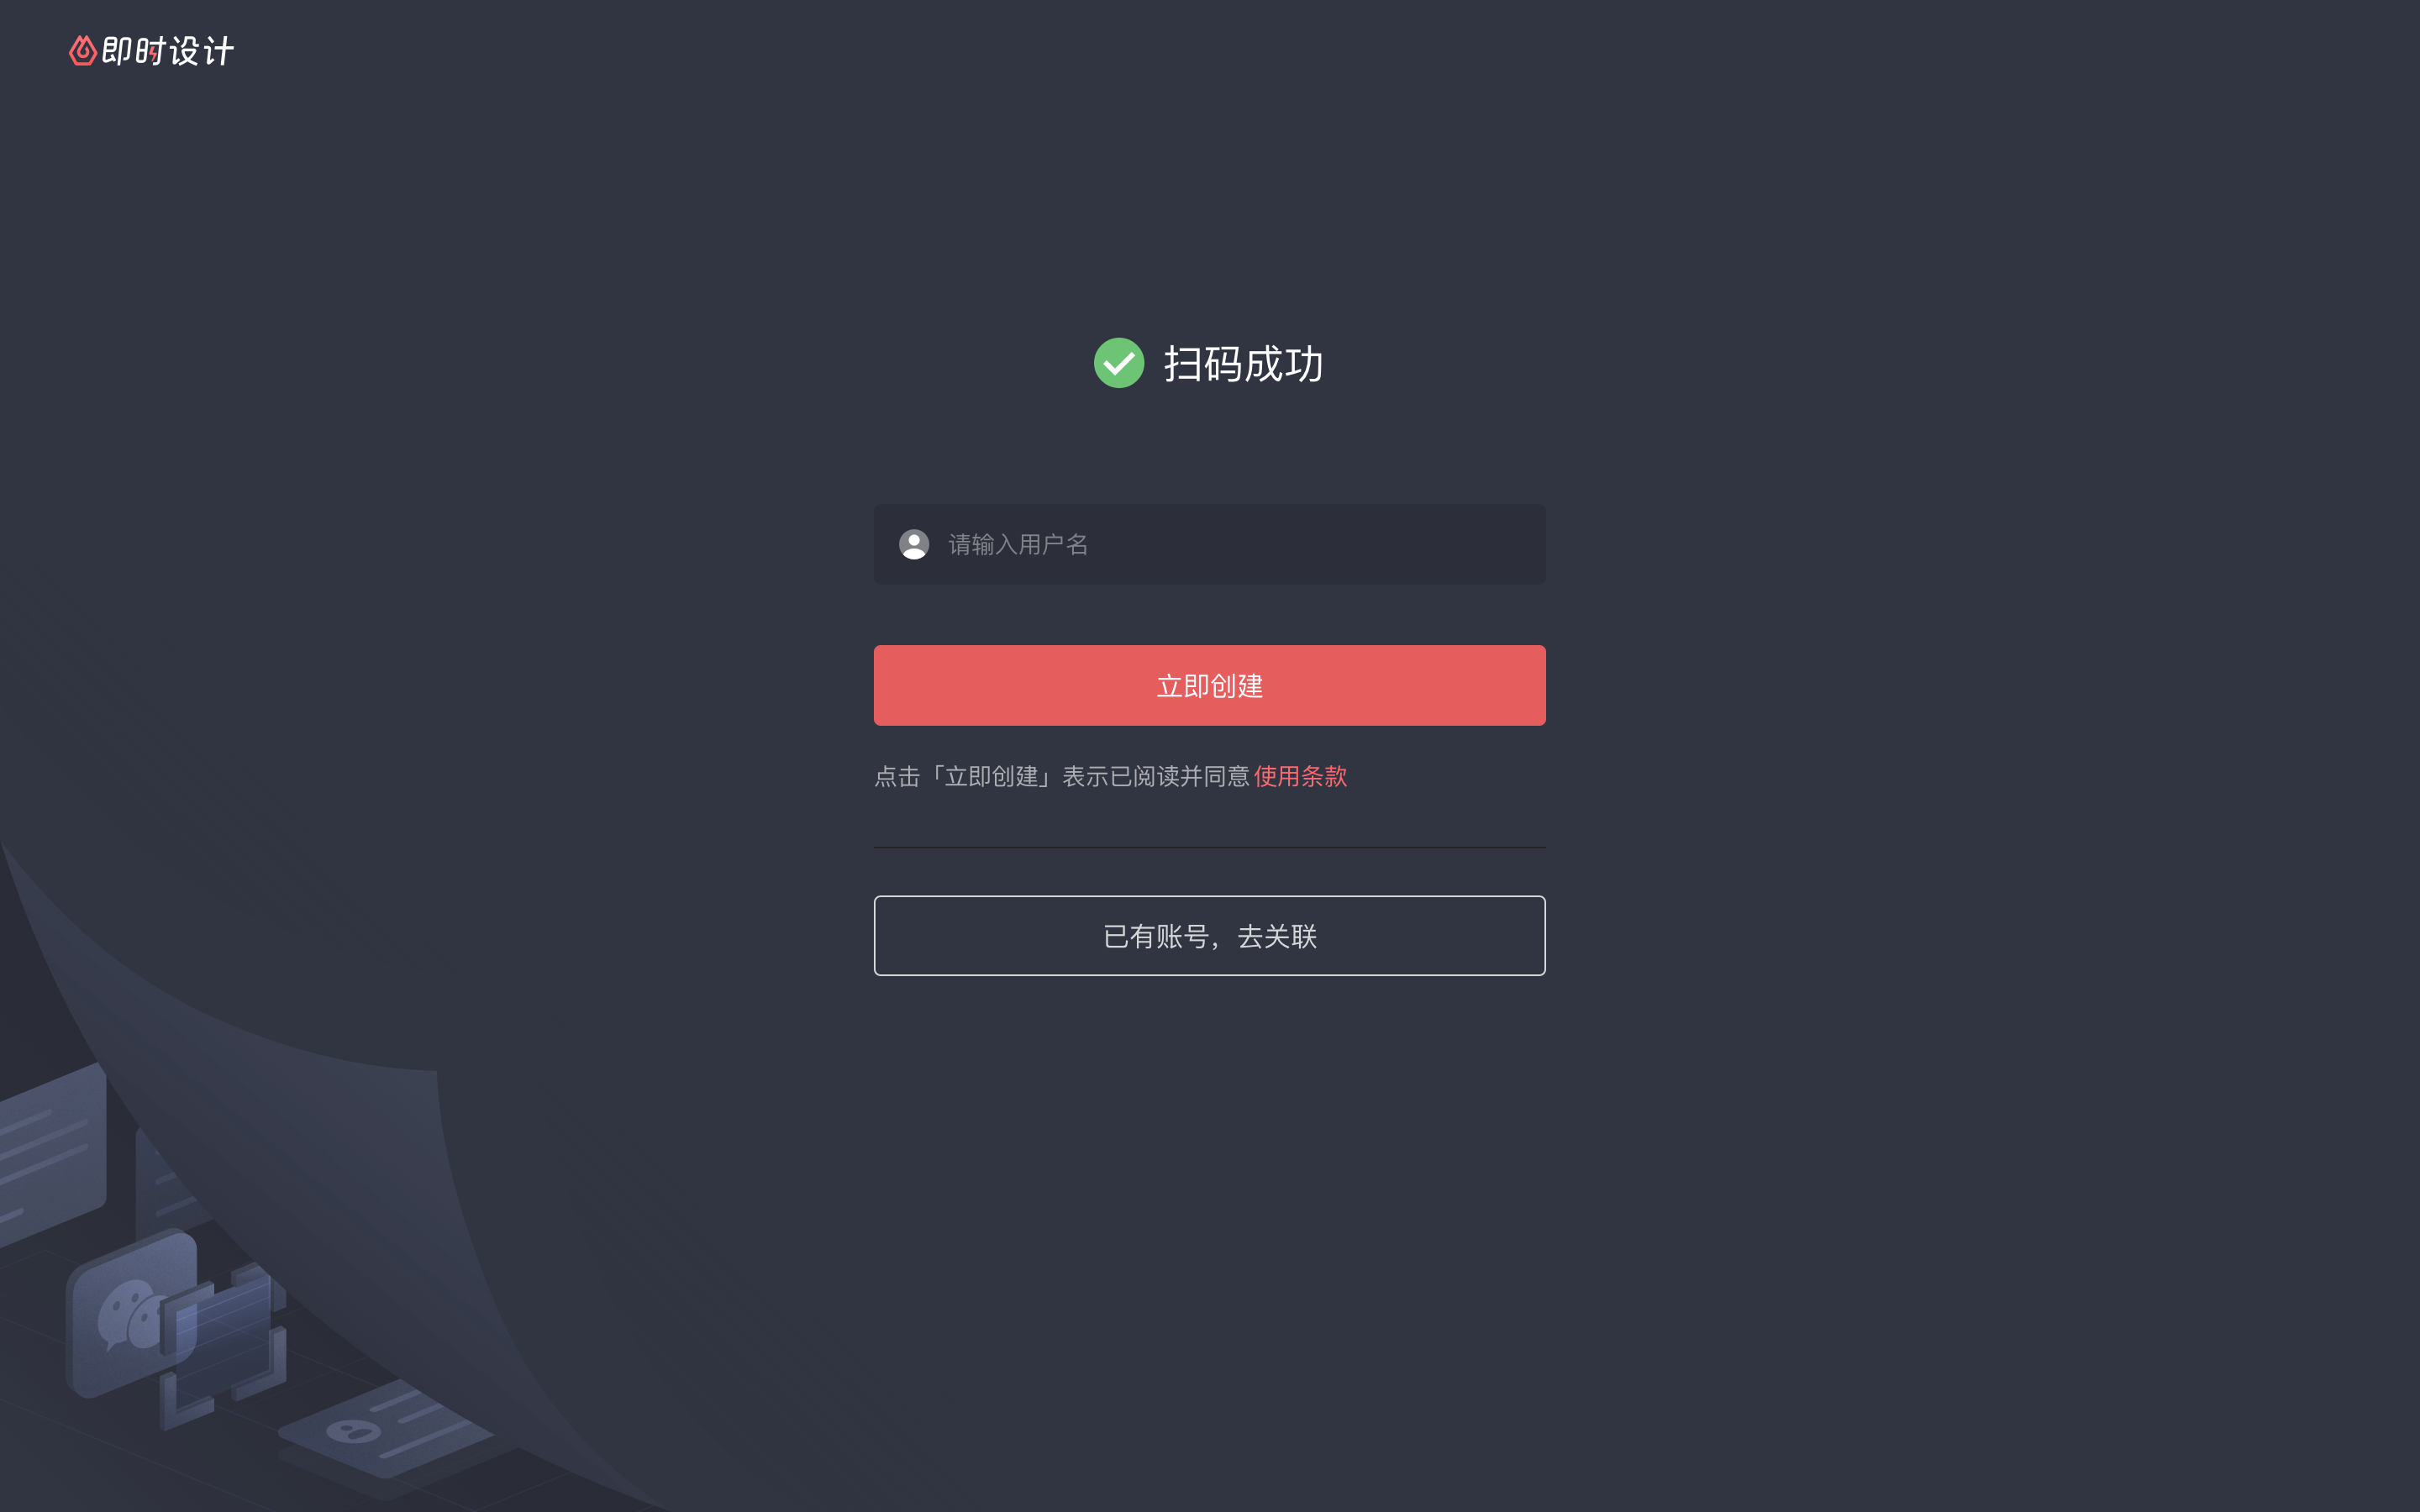 即时设计
扫码成功
请输入用户名
立即创建
点击「立即创建」表示已阅读并同意 使用条款
已有账号，去关联